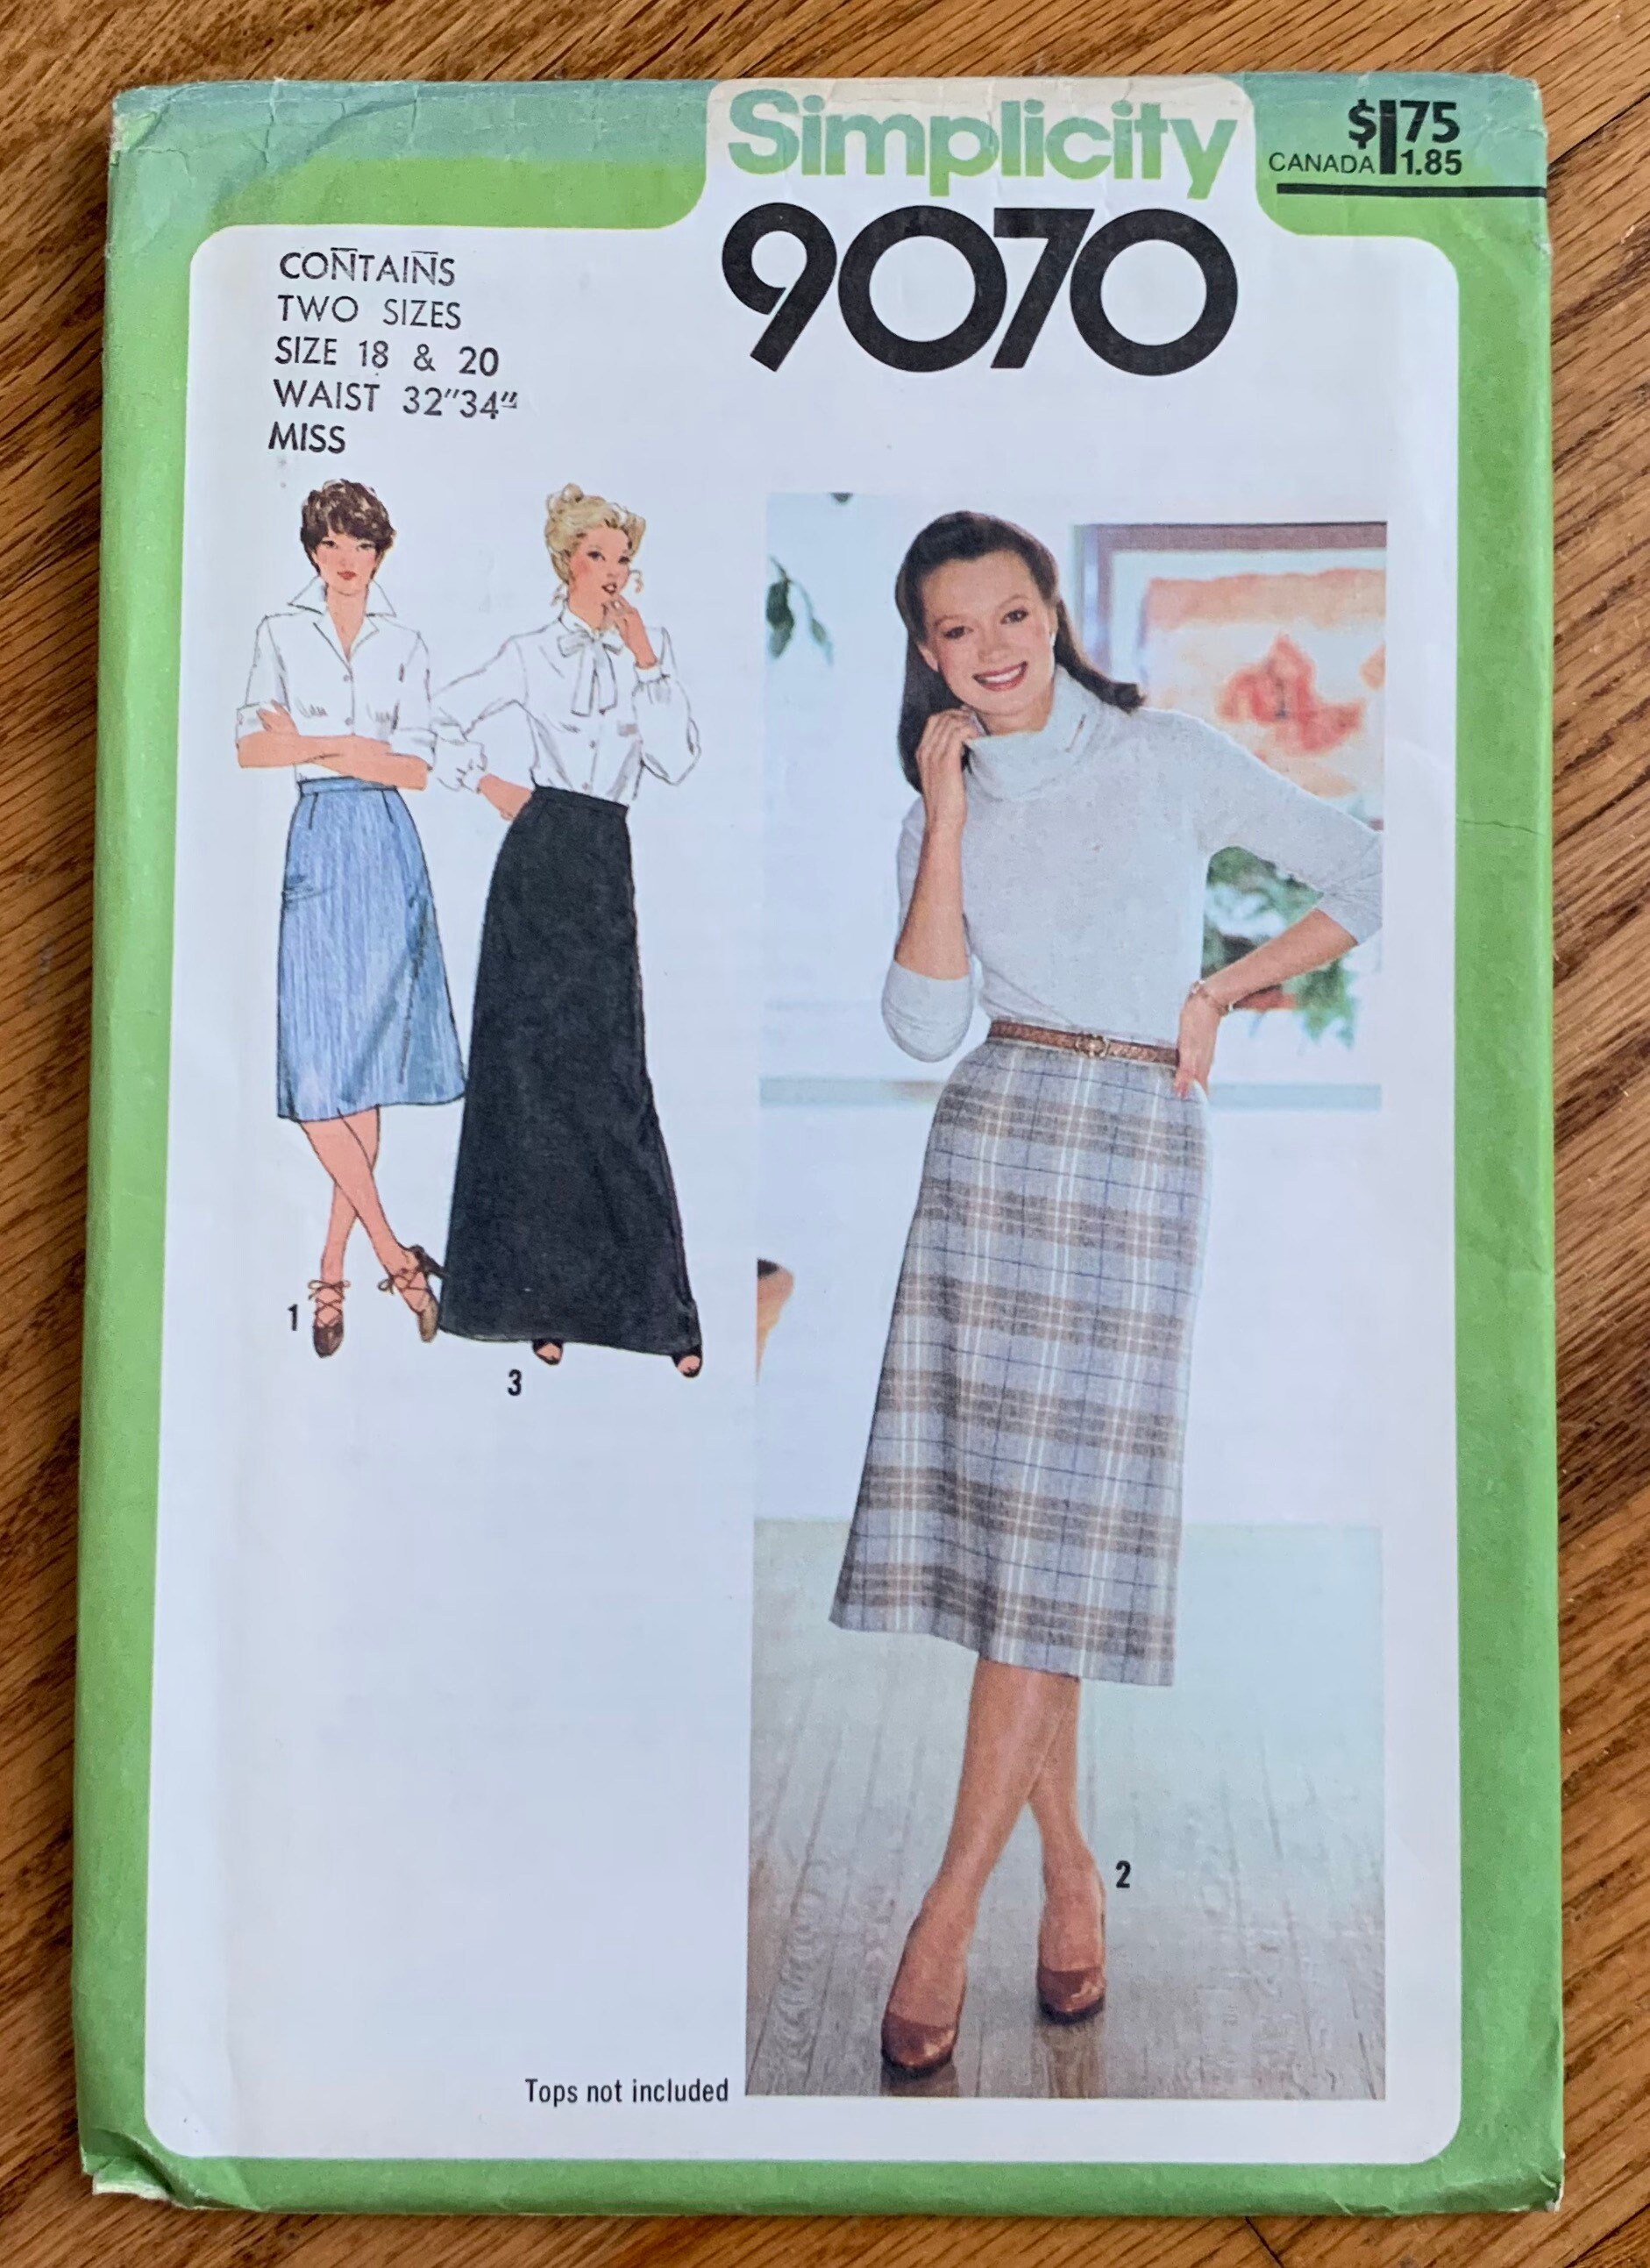 Simplicity
9070
$1.75
CANADA 1.85
CONTAINS
TWO SIZES
SIZE 18 & 20
WAIST 32"34"
MISS
1
3
2
Tops not included